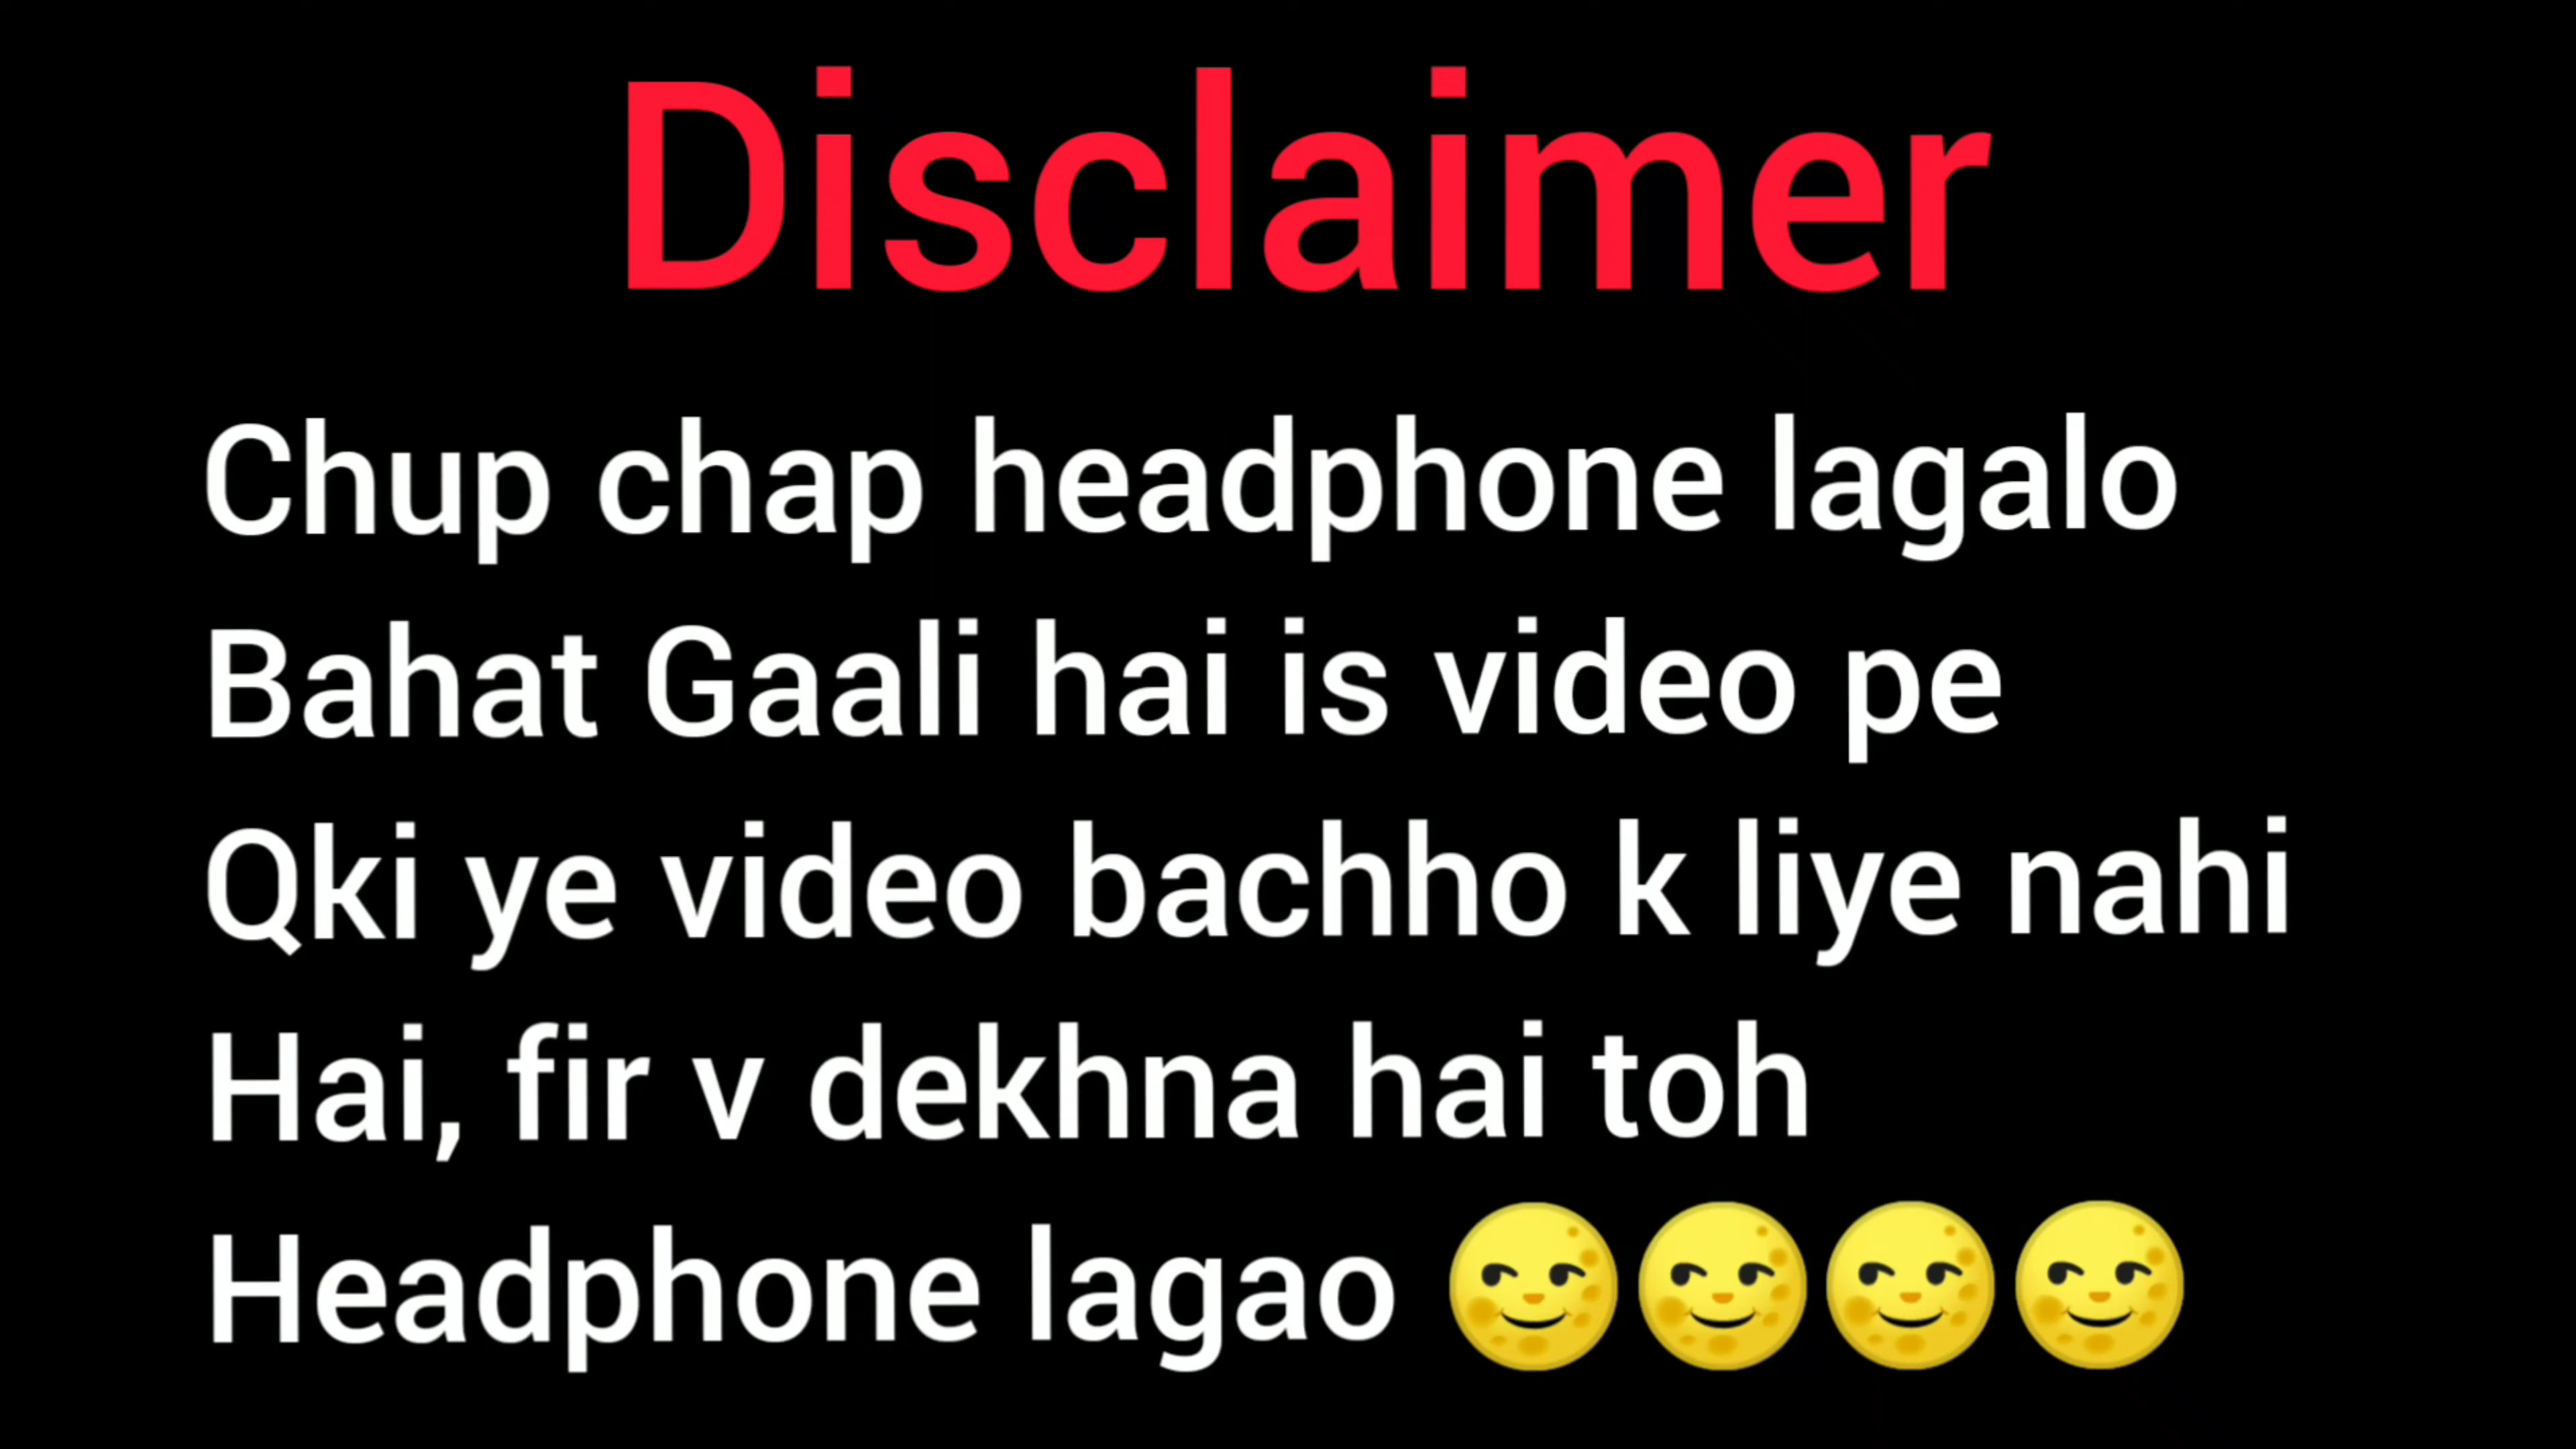 Disclaimer
Chup chap headphone lagalo
Bahat Gaali hai is video pe
Qki ye video bachho k liye nahi
Hai, fir v dekhna hai toh
Headphone lagao 🌝🌝🌝🌝